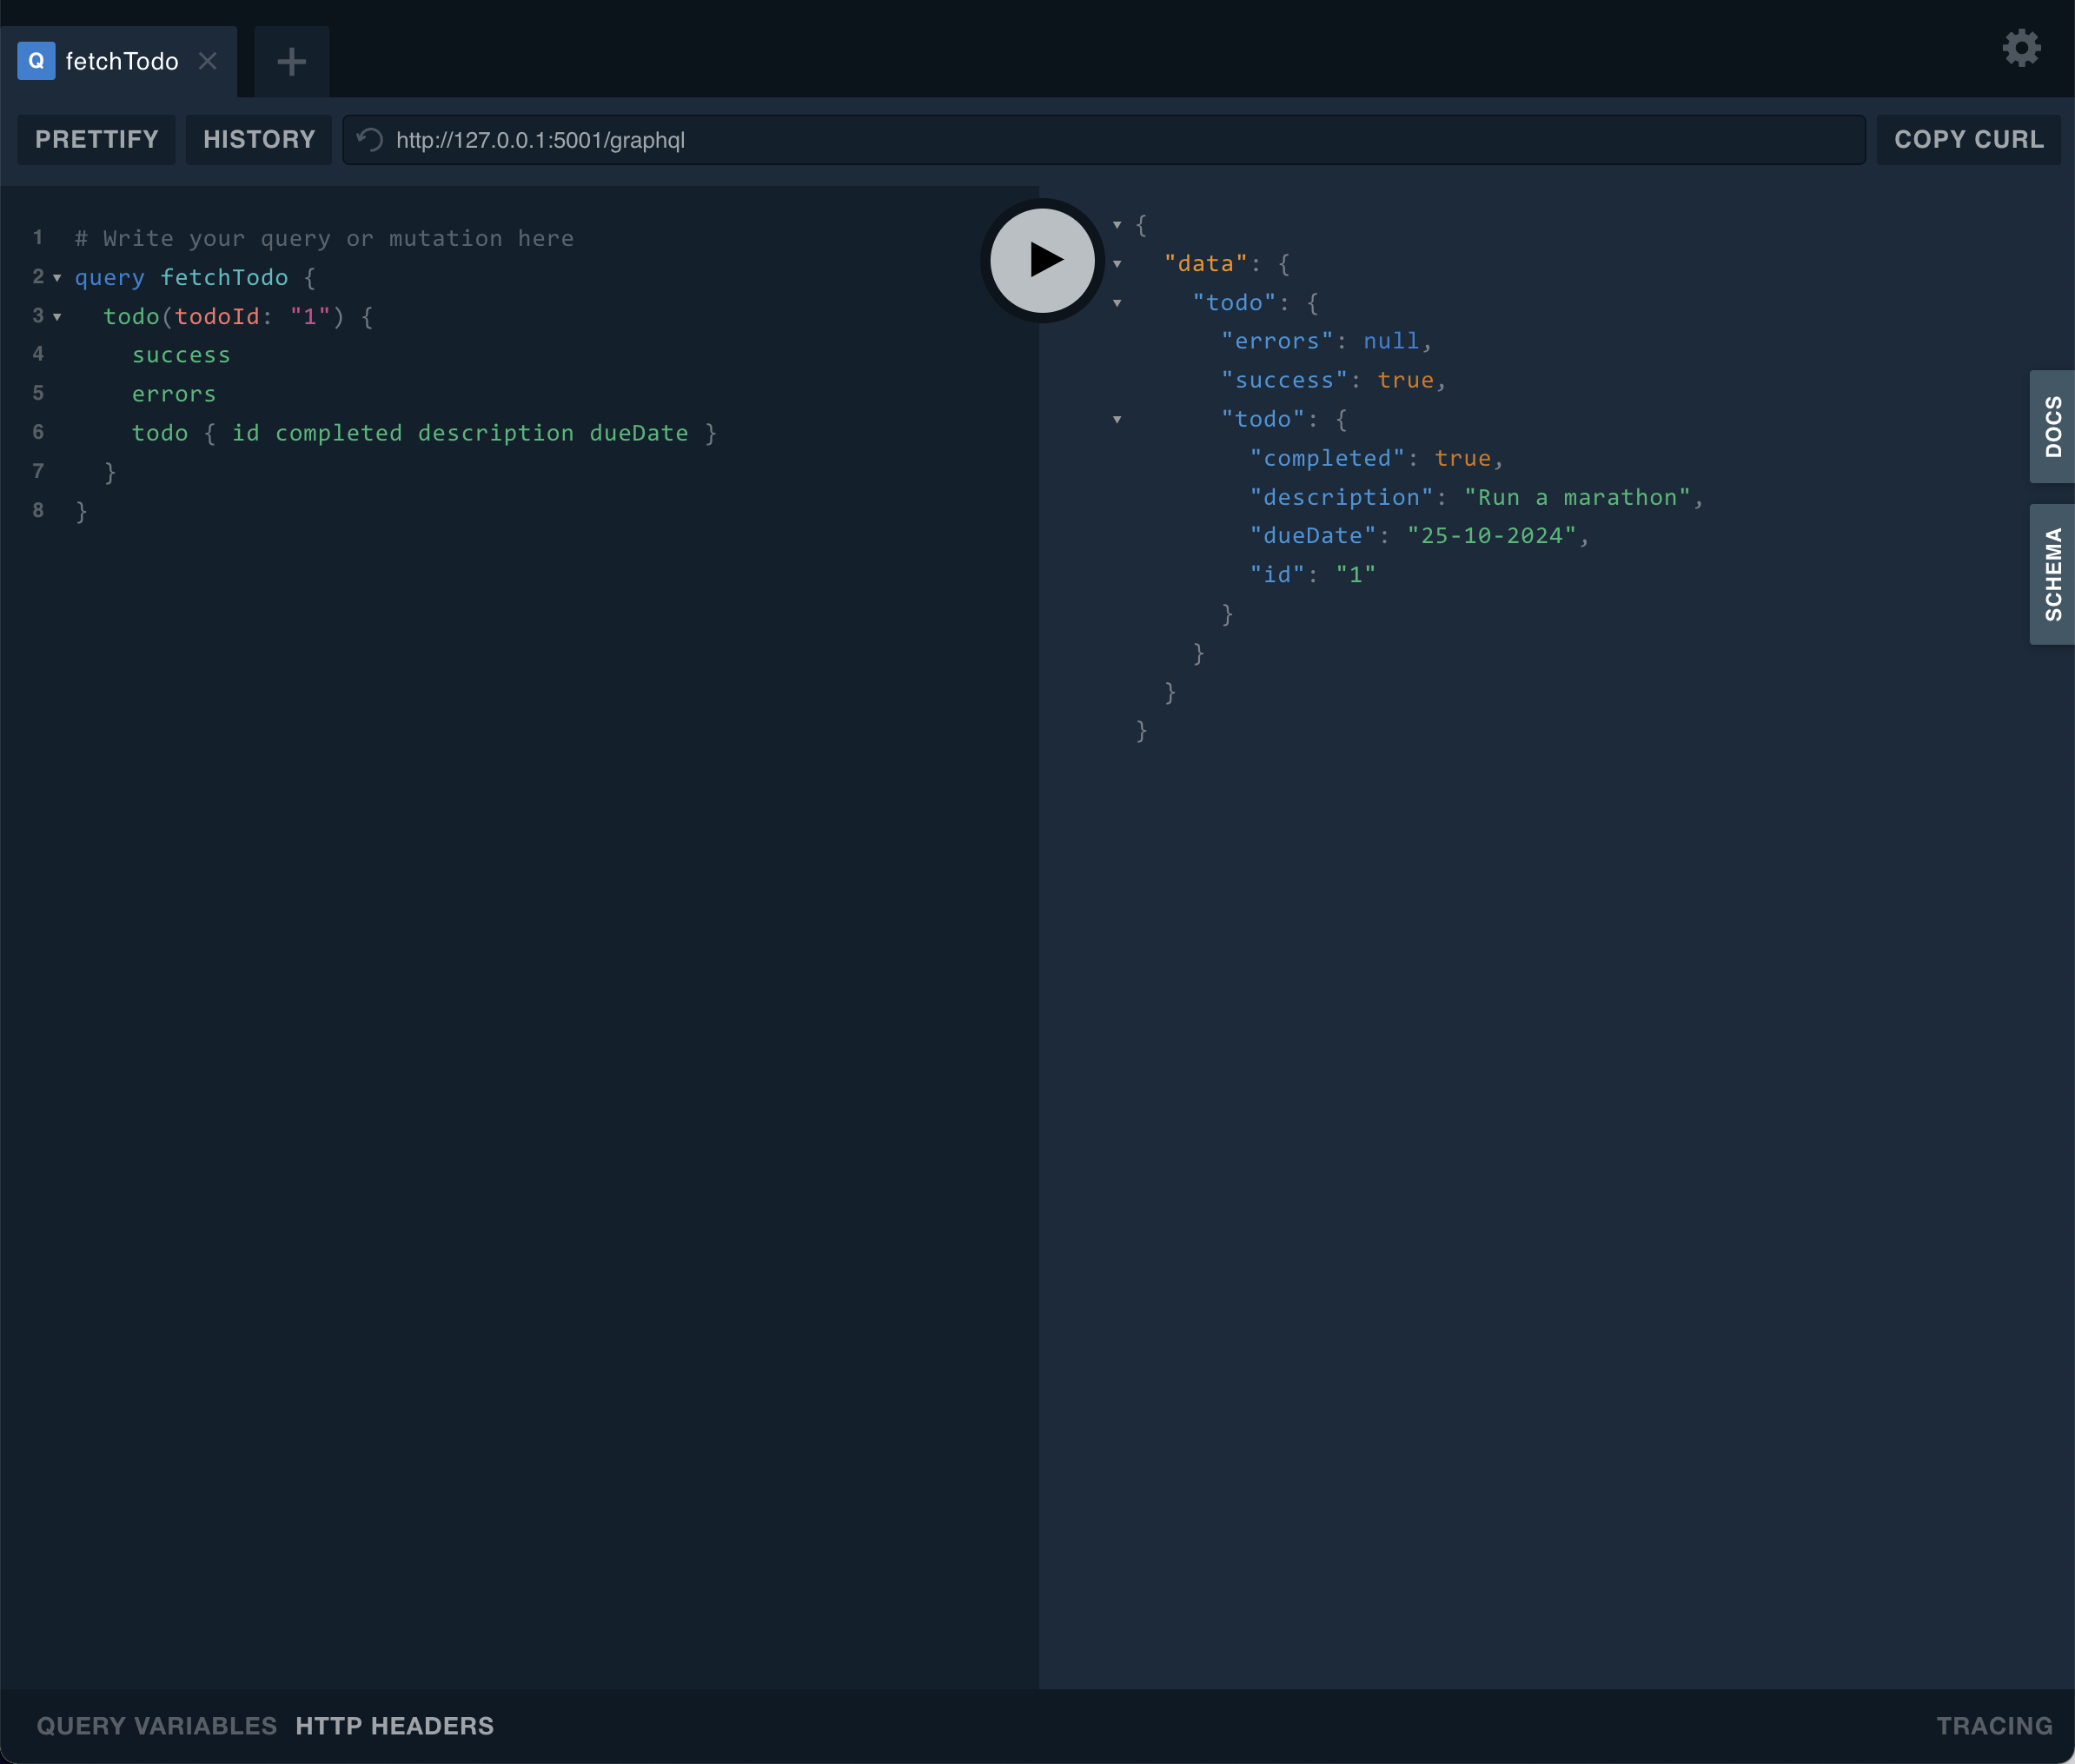 Q fetchTodo
PRETTIFY HISTORY http://127.0.0.1:5001/graphql COPY CURL
1 # Write your query or mutation here
2 query fetchTodo {
3 todo(todoId: "1") {
4 success
5 errors
6 todo { id completed description dueDate }
7 }
8 }
{
"data": {
"todo": {
"errors": null,
"success": true,
"todo": {
"completed": true,
"description": "Run a marathon",
"dueDate": "25-10-2024",
"id": "1"
}
}
}
}
DOCS
SCHEMA
QUERY VARIABLES HTTP HEADERS TRACING